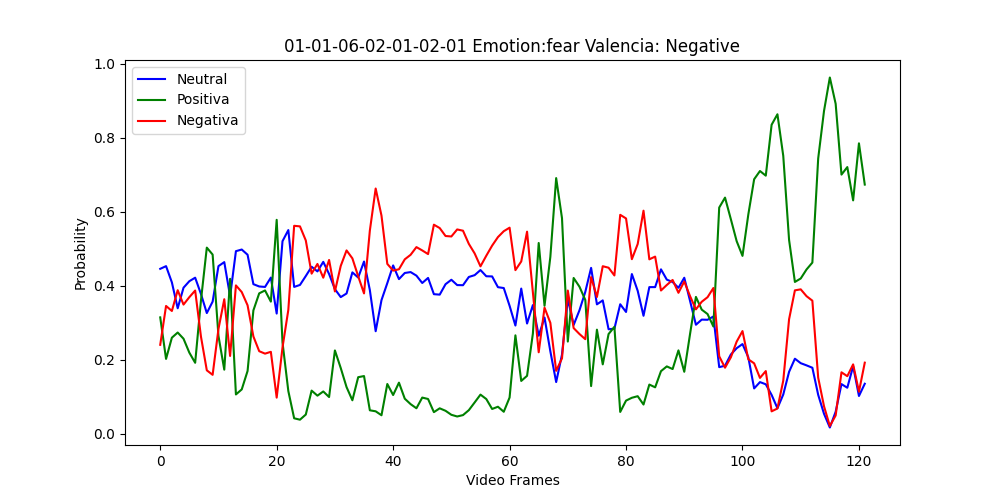 01-01-06-02-01-02-01 Emotion:fear Valencia: Negative
Neutral
Positiva
Negativa
Probability
1.0
0.8
0.6
0.4
0.2
0.0
0 20 40 60 80 100 120
Video Frames